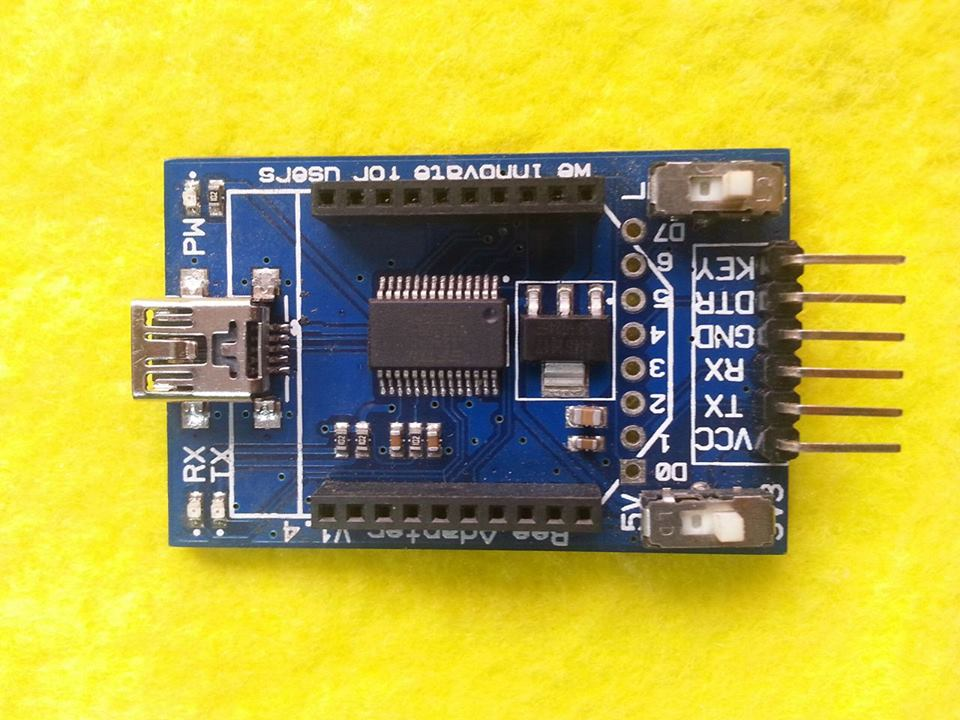 we innovate for users
L
PW
D7
6
5
4
3
2
1
D0
KEY
DTR
GND
RX
TX
VCC
RX
TX
5V
3V3
Bee Adapter V1.4